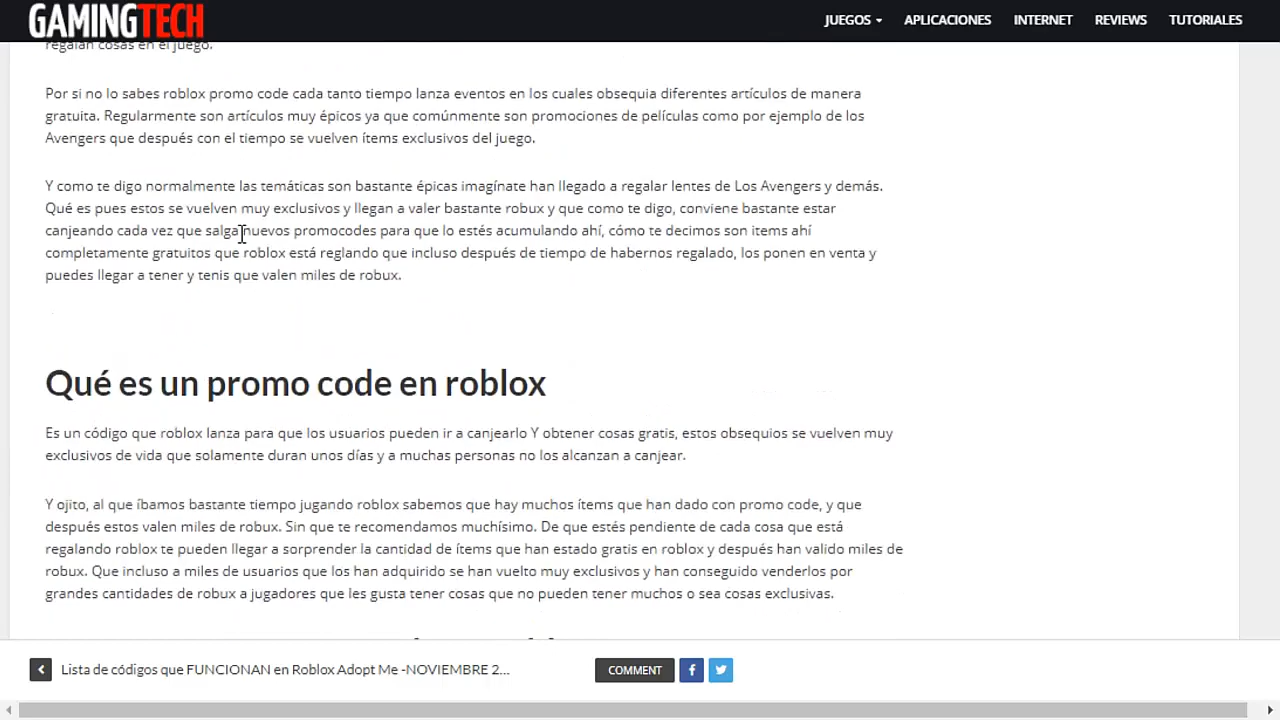 GAMINGTECH
JUEGOS
APLICACIONES
INTERNET
REVIEWS
TUTORIALES
regalan cosas en el juego.
Por si no lo sabes roblox promo code cada tanto tiempo lanza eventos en los cuales obsequia diferentes artículos de manera
gratuita. Regularmente son artículos muy épicos ya que comúnmente son promociones de películas como por ejemplo de los
Avengers que después con el tiempo se vuelven ítems exclusivos del juego.
Y como te digo normalmente las temáticas son bastante épicas imagínate han llegado a regalar lentes de Los Avengers y demás.
Qué es pues estos se vuelven muy exclusivos y llegan a valer bastante robux y que como te digo, conviene bastante estar
canjeando cada vez que salga nuevos promocodes para que lo estés acumulando ahí, cómo te decimos son items ahí
completamente gratuitos que roblox está reglando que incluso después de tiempo de habernos regalado, los ponen en venta y
puedes llegar a tener y tenis que valen miles de robux.
Qué es un promo code en roblox
Es un código que roblox lanza para que los usuarios pueden ir a canjearlo Y obtener cosas gratis, estos obsequios se vuelven muy
exclusivos de vida que solamente duran unos días y a muchas personas no los alcanzan a canjear.
Y ojito, al que íbamos bastante tiempo jugando roblox sabemos que hay muchos ítems que han dado con promo code, y que
después estos valen miles de robux. Sin que te recomendamos muchísimo. De que estés pendiente de cada cosa que está
regalando roblox te pueden llegar a sorprender la cantidad de ítems que han estado gratis en roblox y después han valido miles de
robux. Que incluso a miles de usuarios que los han adquirido se han vuelto muy exclusivos y han conseguido venderlos por
grandes cantidades de robux a jugadores que les gusta tener cosas que no pueden tener muchos o sea cosas exclusivas.
Lista de códigos que FUNCIONAN en Roblox Adopt Me -NOVIEMBRE 2...
COMMENT